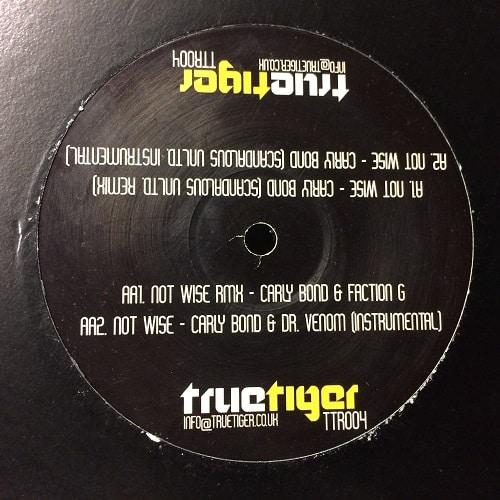 truetiger
INFO@TRUETIGER.CO.UK
TTR004
A1. NOT WISE - CARLY BOND (SCANDALOUS UNLTD. REMIX)
A2. NOT WISE - CARLY BOND (SCANDALOUS UNLTD. INSTRUMENTAL)
AA1. NOT WISE RMX - CARLY BOND & FACTION G
AA2. NOT WISE - CARLY BOND & DR. VENOM (INSTRUMENTAL)
truetiger
INFO@TRUETIGER.CO.UK
TTR004